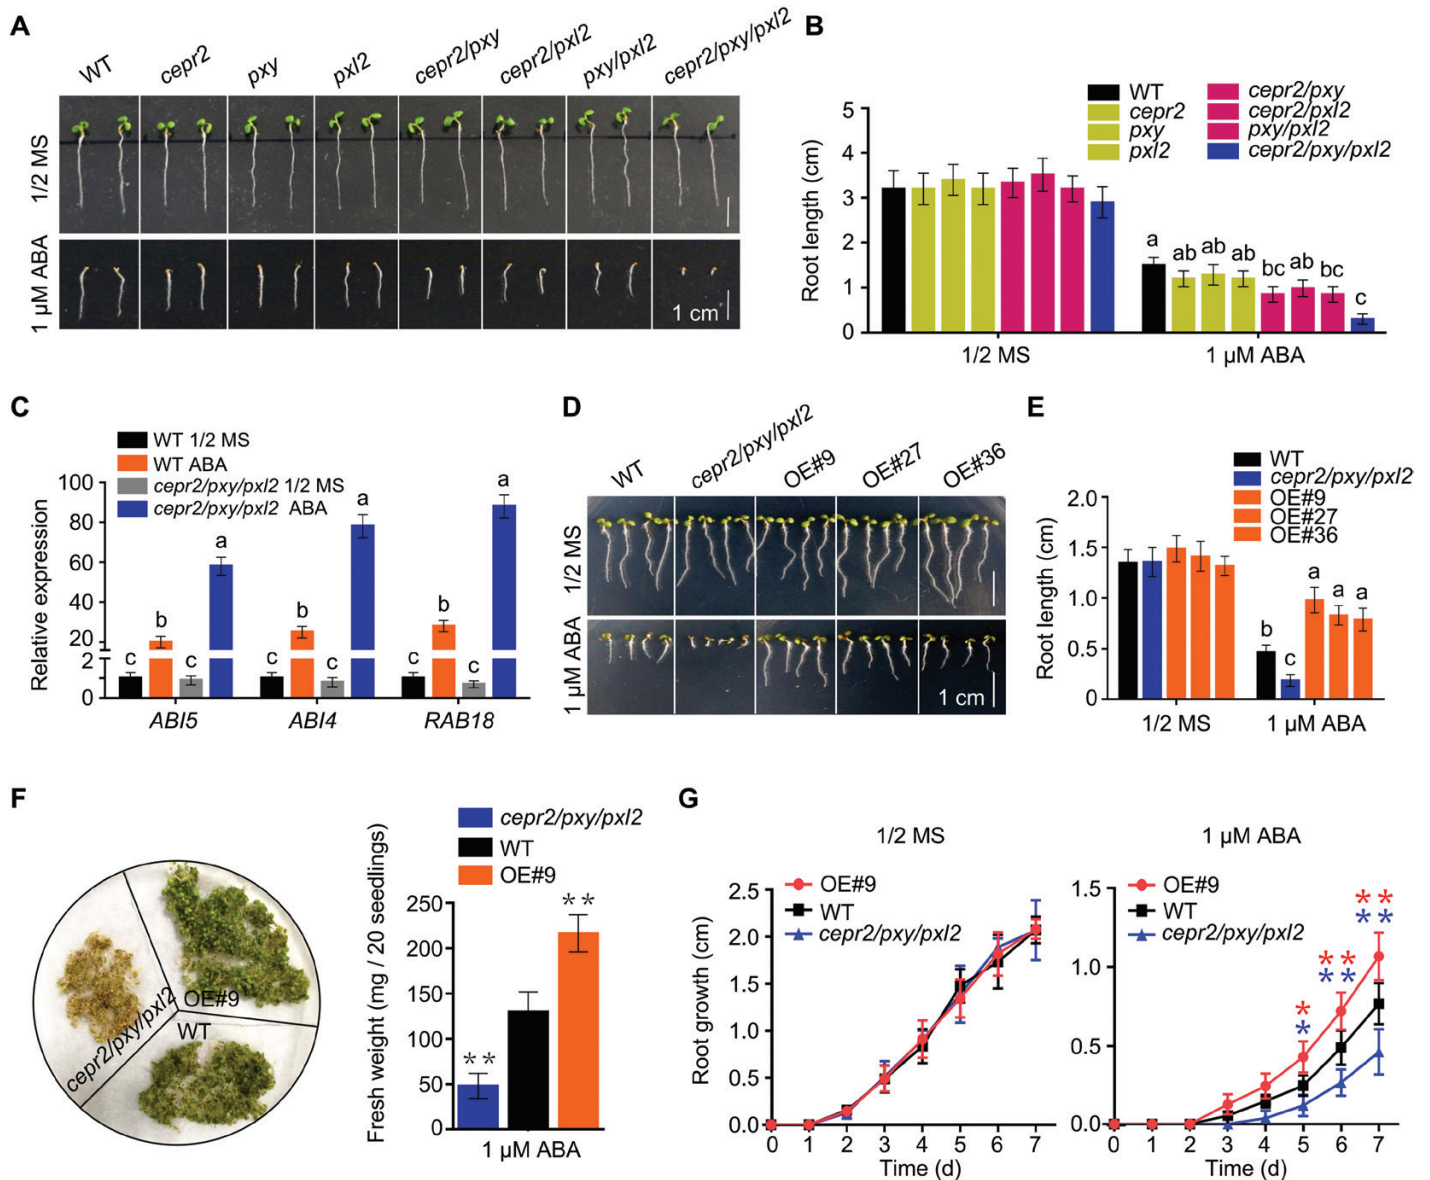 A
WT
cepr2
pxy
pxl2
cepr2/pxy
cepr2/pxl2
pxy/pxl2
cepr2/pxy/pxl2
1/2 MS
1 µM ABA
1 cm
B
WT
cepr2
pxy
pxl2
cepr2/pxy
cepr2/pxl2
pxy/pxl2
cepr2/pxy/pxl2
Root length (cm)
5
4
3
2
1
0
a ab ab ab bc ab bc c
1/2 MS
1 µM ABA
C
WT 1/2 MS
WT ABA
cepr2/pxy/pxl2 1/2 MS
cepr2/pxy/pxl2 ABA
Relative expression
100
80
60
40
20
2
0
c b c a
c b c a
c b c a
ABI5
ABI4
RAB18
D
WT
cepr2/pxy/pxl2
OE#9
OE#27
OE#36
1/2 MS
1 µM ABA
1 cm
E
WT
cepr2/pxy/pxl2
OE#9
OE#27
OE#36
Root length (cm)
2.0
1.5
1.0
0.5
0
b c a a a
1/2 MS
1 µM ABA
F
cepr2/pxy/pxl2
OE#9
WT
cepr2/pxy/pxl2
WT
OE#9
Fresh weight (mg / 20 seedlings)
250
200
150
100
50
0
**
**
1 µM ABA
G
1/2 MS
OE#9
WT
cepr2/pxy/pxl2
Root growth (cm)
2.5
2.0
1.5
1.0
0.5
0.0
0 1 2 3 4 5 6 7
Time (d)
1 µM ABA
OE#9
WT
cepr2/pxy/pxl2
1.5
1.0
0.5
0.0
*
*
**
**
**
**
0 1 2 3 4 5 6 7
Time (d)